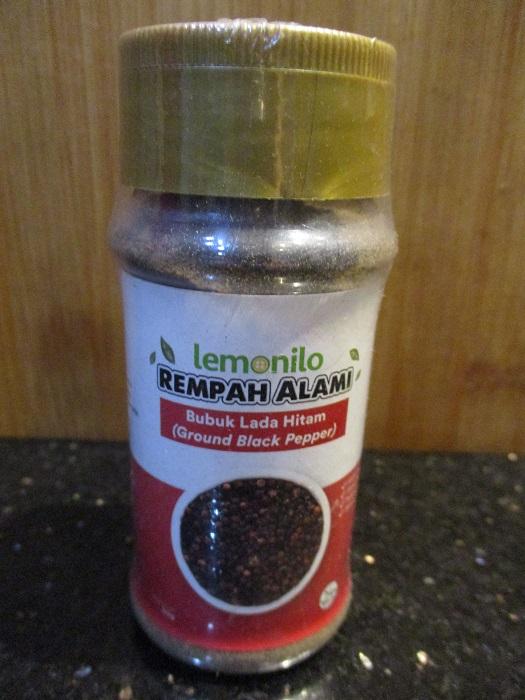 lemonilo
REMPAH ALAMI
Bubuk Lada Hitam
(Ground Black Pepper)